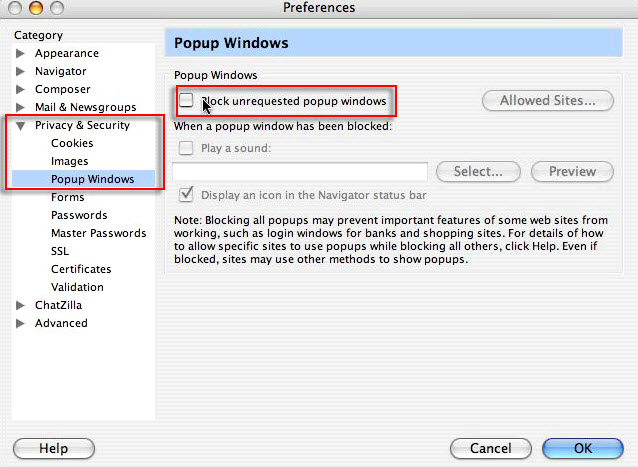 Preferences
Category
Appearance
Navigator
Composer
Mail & Newsgroups
Privacy & Security
Cookies
Images
Popup Windows
Forms
Passwords
Master Passwords
SSL
Certificates
Validation
ChatZilla
Advanced
Popup Windows
Popup Windows
Block unrequested popup windows
Allowed Sites...
When a popup window has been blocked:
Play a sound:
Select...
Preview
Display an icon in the Navigator status bar
Note: Blocking all popups may prevent important features of some web sites from
working, such as login windows for banks and shopping sites. For details of how
to allow specific sites to use popups while blocking all others, click Help. Even if
blocked, sites may use other methods to show popups.
Help
Cancel
OK